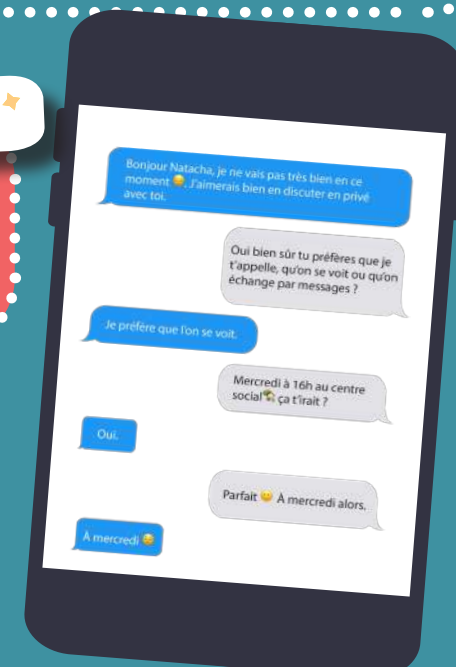 Bonjour Natacha, je ne vais pas très bien en ce
moment 😔. J'aimerais bien en discuter en privé
avec toi.
Oui bien sûr tu préfères que je
t'appelle, qu'on se voit ou qu'on
échange par messages ?
Je préfère que l'on se voit.
Mercredi à 16h au centre
social🏡 ça t'irait ?
Oui.
Parfait 😊 À mercredi alors.
À mercredi 😊